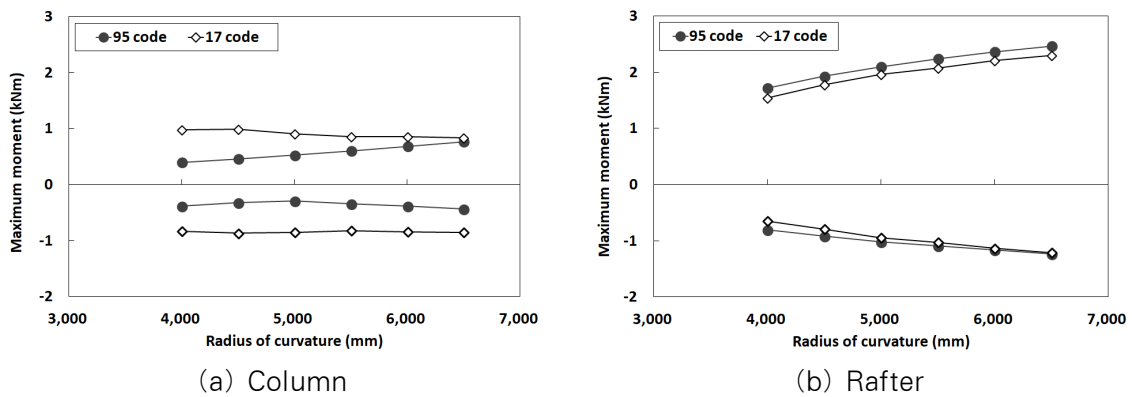 3
2
1
0
-1
-2
Maximum moment (kNm)
95 code
17 code
3,000
4,000
5,000
6,000
7,000
Radius of curvature (mm)
(a) Column
3
2
1
0
-1
-2
Maximum moment (kNm)
95 code
17 code
3,000
4,000
5,000
6,000
7,000
Radius of curvature (mm)
(b) Rafter